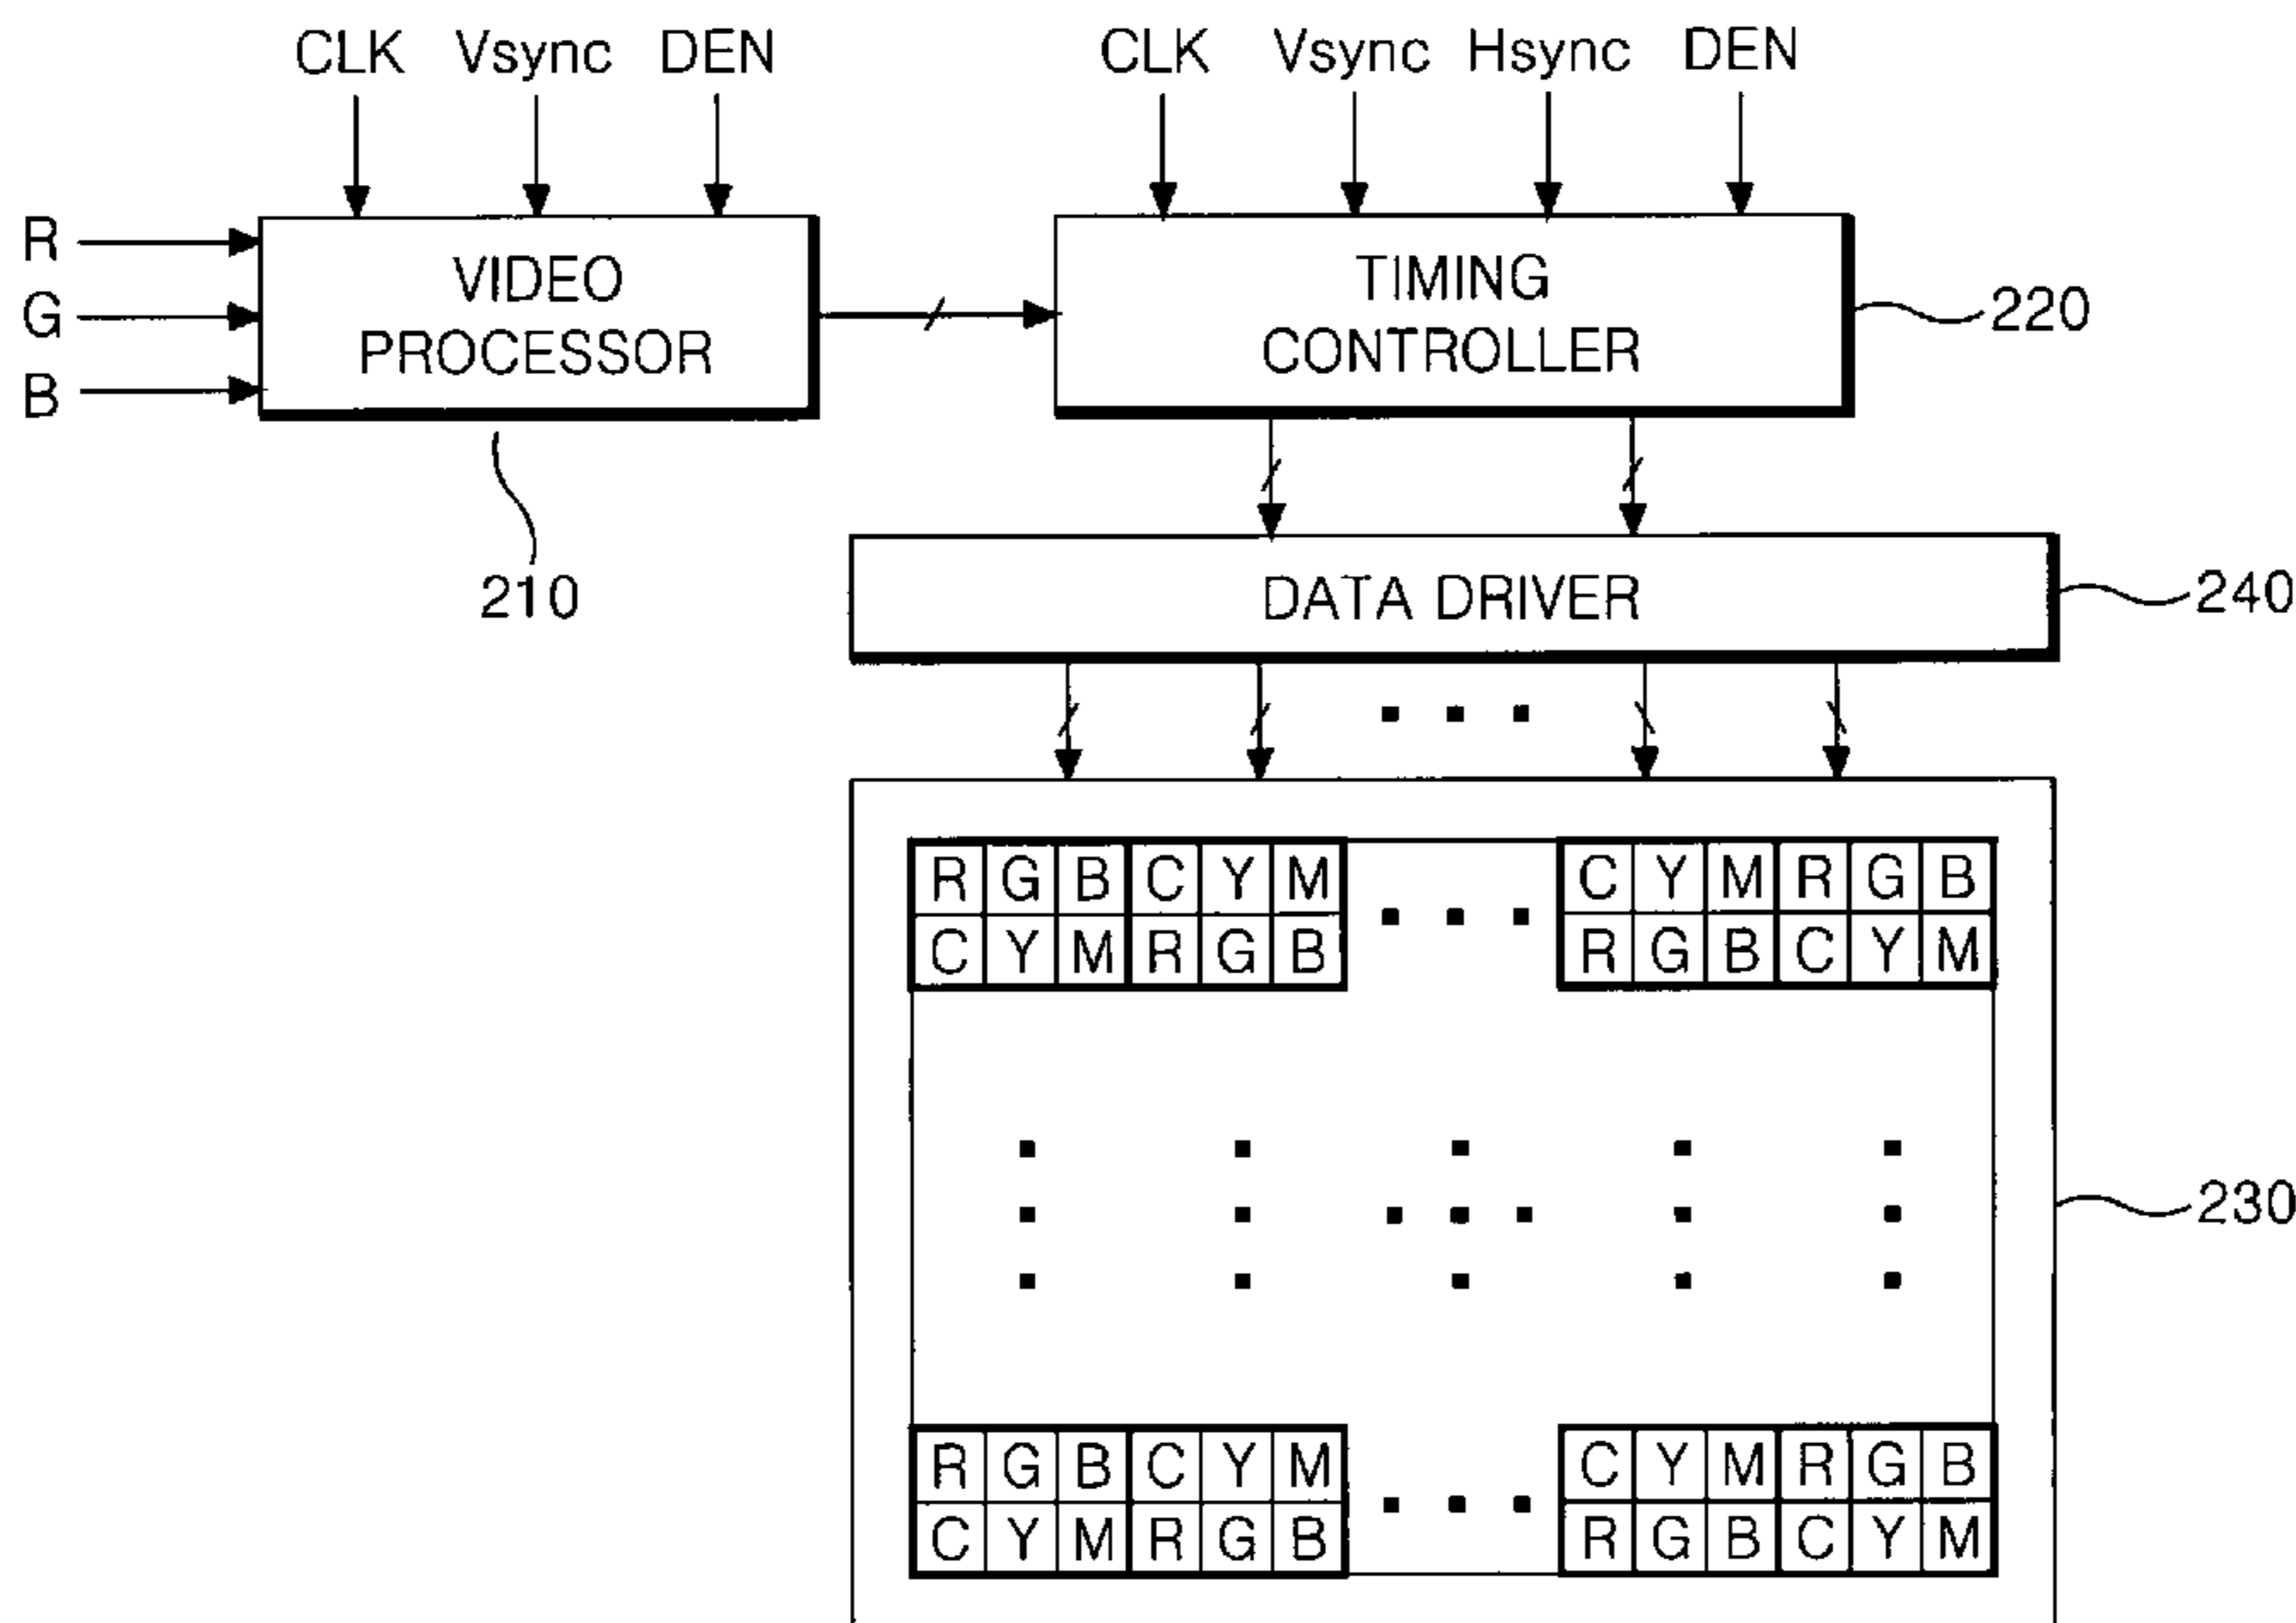 CLK Vsync DEN CLK Vsync Hsync DEN
R
G
B
VIDEO
PROCESSOR
TIMING
CONTROLLER
220
210
DATA DRIVER
240
R G B C Y M C Y M R G B
C Y M R G B R G B C Y M
230
R G B C Y M C Y M R G B
C Y M R G B R G B C Y M